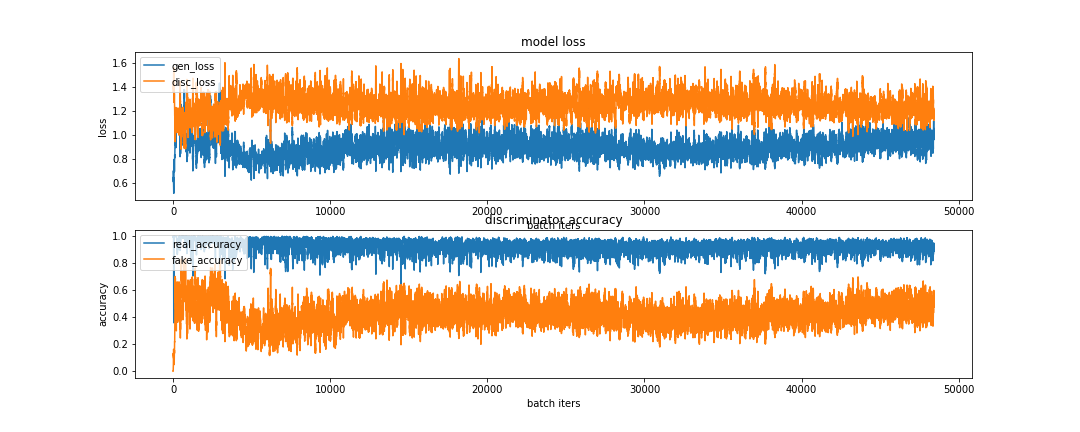 model loss
gen_loss
disc_loss
loss
1.6
1.4
1.2
1.0
0.8
0.6
0 10000 20000 30000 40000 50000
batch iters
discriminator accuracy
real_accuracy
fake_accuracy
accuracy
1.0
0.8
0.6
0.4
0.2
0.0
0 10000 20000 30000 40000 50000
batch iters